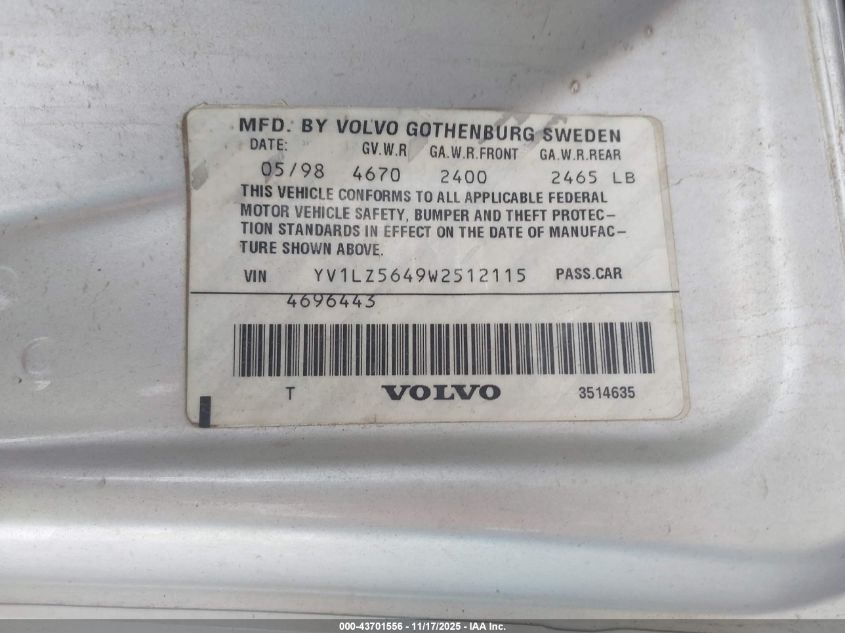 MFD. BY VOLVO GOTHENBURG SWEDEN
DATE: GV.W.R GA.W.R.FRONT GA.W.R.REAR
05/98 4670 2400 2465 LB
THIS VEHICLE CONFORMS TO ALL APPLICABLE FEDERAL
MOTOR VEHICLE SAFETY, BUMPER AND THEFT PROTEC-
TION STANDARDS IN EFFECT ON THE DATE OF MANUFAC-
TURE SHOWN ABOVE.
VIN YV1LZ5649W2512115 PASS.CAR
4696443
T VOLVO 3514635
000-43701556 - 11/17/2025 - IAA Inc.